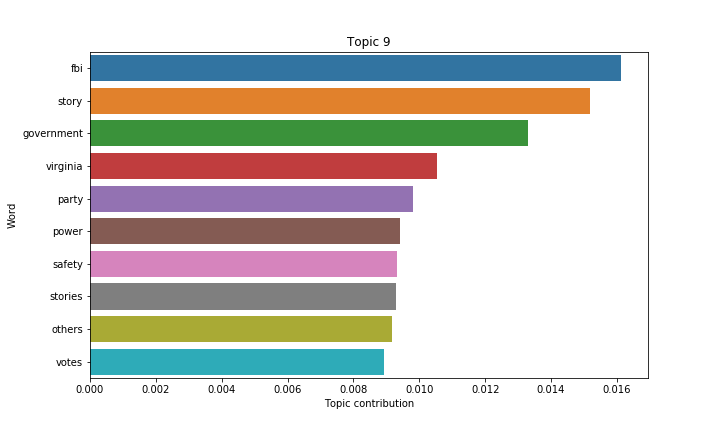 Topic 9
fbi
story
government
virginia
party
power
safety
stories
others
votes
Word
0.000 0.002 0.004 0.006 0.008 0.010 0.012 0.014 0.016
Topic contribution